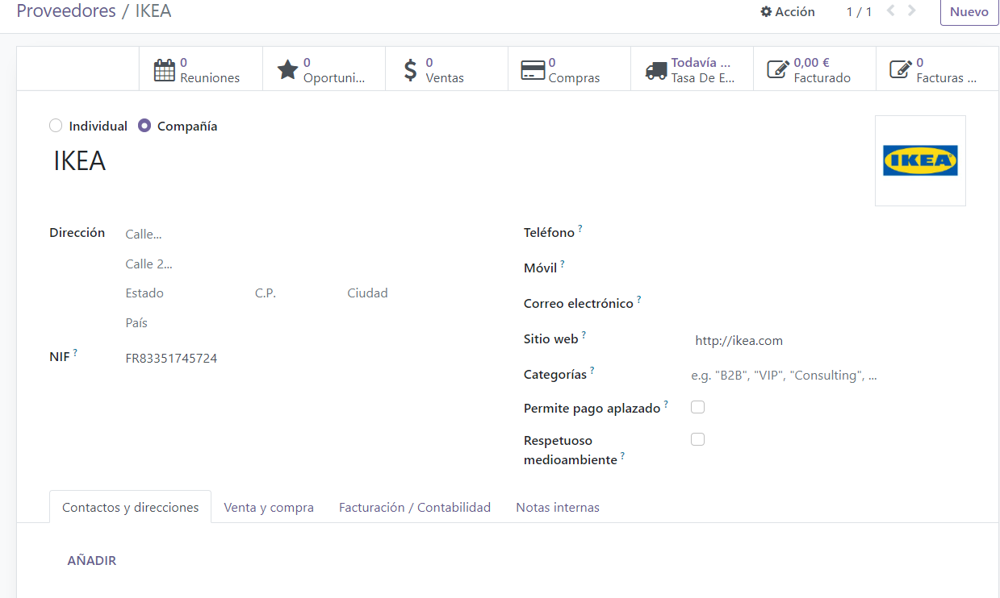 Proveedores / IKEA
Acción 1 / 1 Nuevo
0 Reuniones
0 Oportuni...
0 Ventas
0 Compras
Todavía ... Tasa De E...
0,00 € Facturado
0 Facturas ...
Individual Compañía
IKEA
IKEA
Dirección
Calle...
Calle 2...
Estado C.P. Ciudad
País
NIF ? FR83351745724
Teléfono ?
Móvil ?
Correo electrónico ?
Sitio web ? http://ikea.com
Categorías ? e.g. "B2B", "VIP", "Consulting", ...
Permite pago aplazado ?
Respetuoso
medioambiente ?
Contactos y direcciones Venta y compra Facturación / Contabilidad Notas internas
AÑADIR